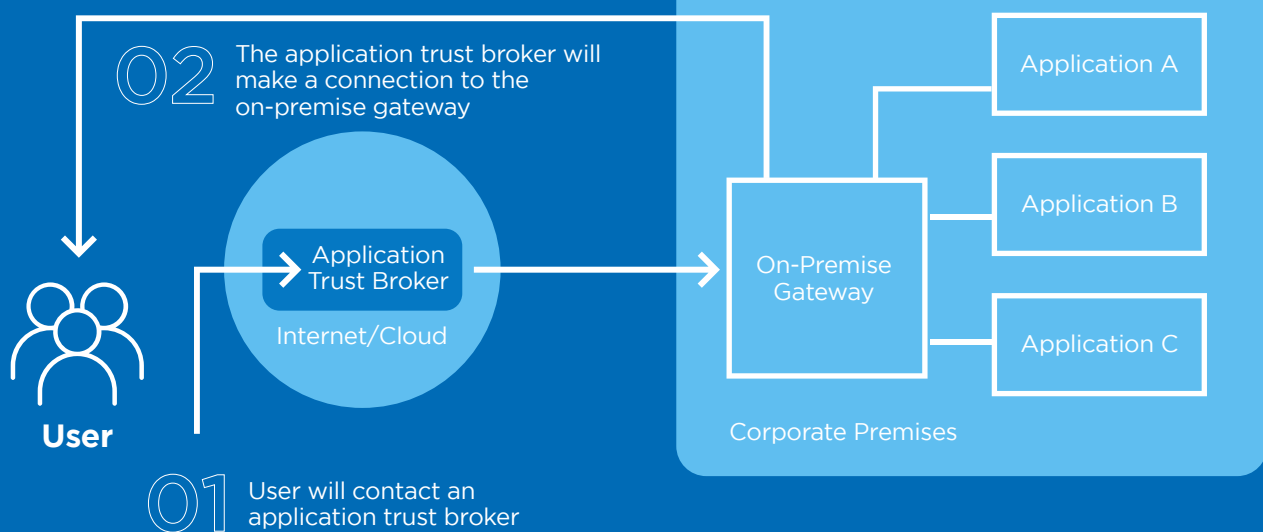 02
The application trust broker will
make a connection to the
on-premise gateway
Application A
Application
Trust Broker
Internet/Cloud
On-Premise
Gateway
Application B
Application C
User
Corporate Premises
01
User will contact an
application trust broker